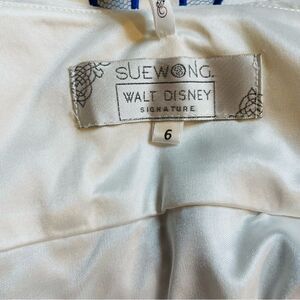 SUEWONG.
WALT DISNEY
SIGNATURE
6